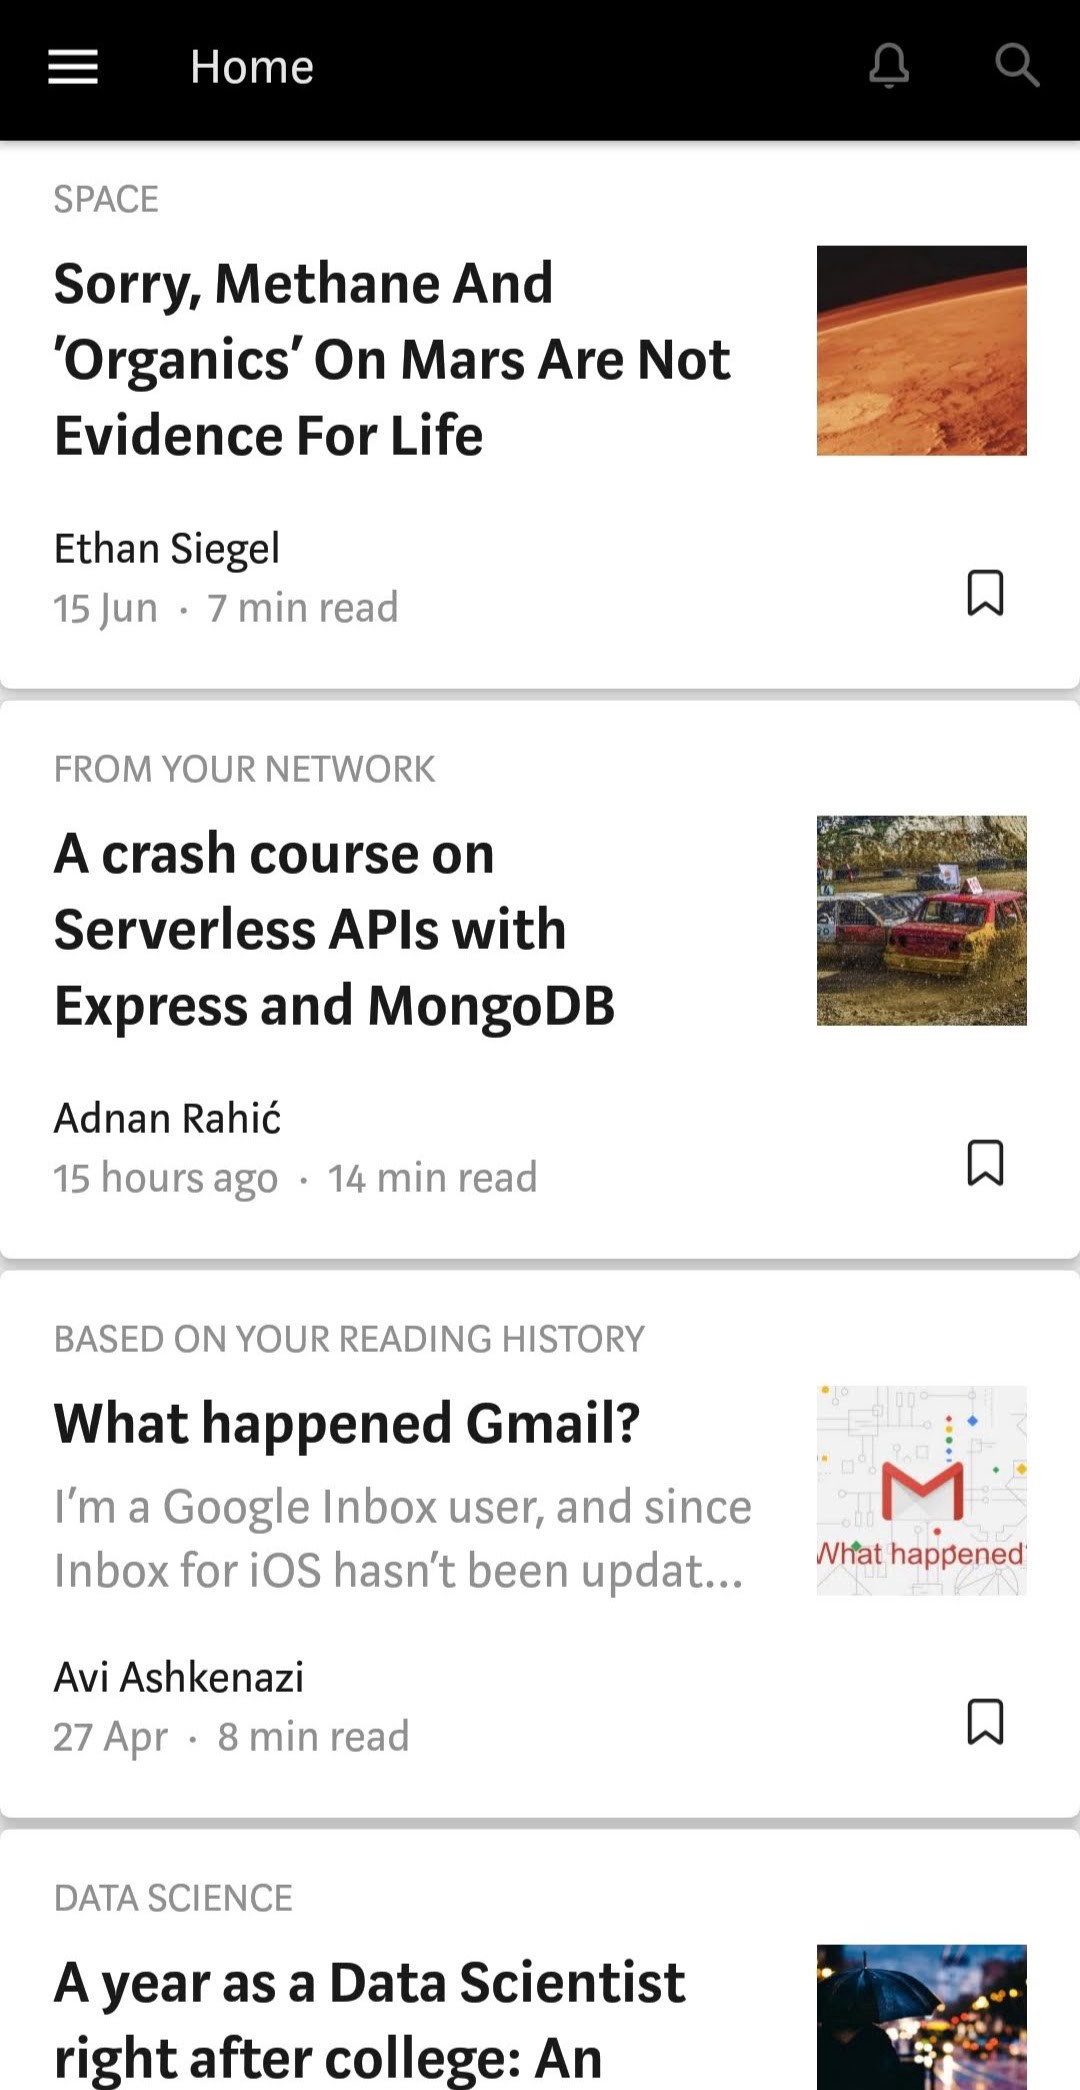 Home
SPACE
Sorry, Methane And
'Organics' On Mars Are Not
Evidence For Life
Ethan Siegel
15 Jun · 7 min read
FROM YOUR NETWORK
A crash course on
Serverless APIs with
Express and MongoDB
Adnan Rahić
15 hours ago · 14 min read
BASED ON YOUR READING HISTORY
What happened Gmail?
I'm a Google Inbox user, and since
Inbox for iOS hasn't been updat...
What happened
Avi Ashkenazi
27 Apr · 8 min read
DATA SCIENCE
A year as a Data Scientist
right after college: An